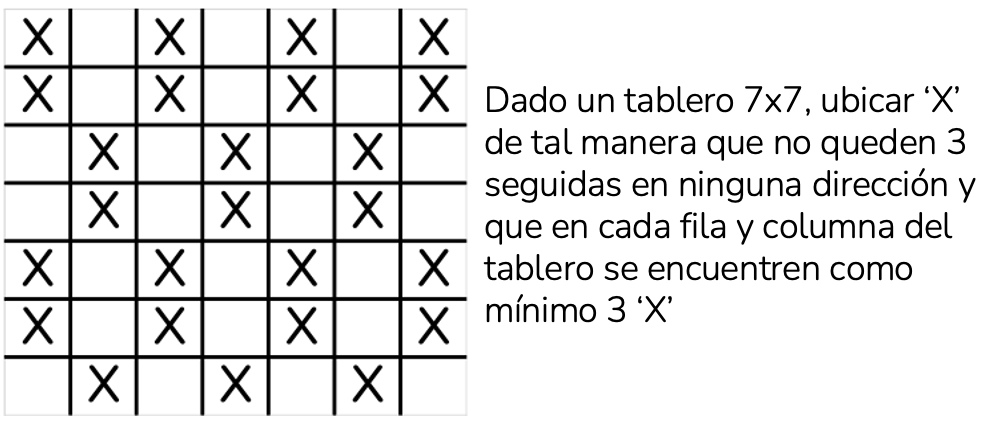 X X X X
X X X X
X X X
X X X
X X X X
X X X X
X X X
Dado un tablero 7x7, ubicar ‘X’
de tal manera que no queden 3
seguidas en ninguna dirección y
que en cada fila y columna del
tablero se encuentren como
mínimo 3 ‘X’